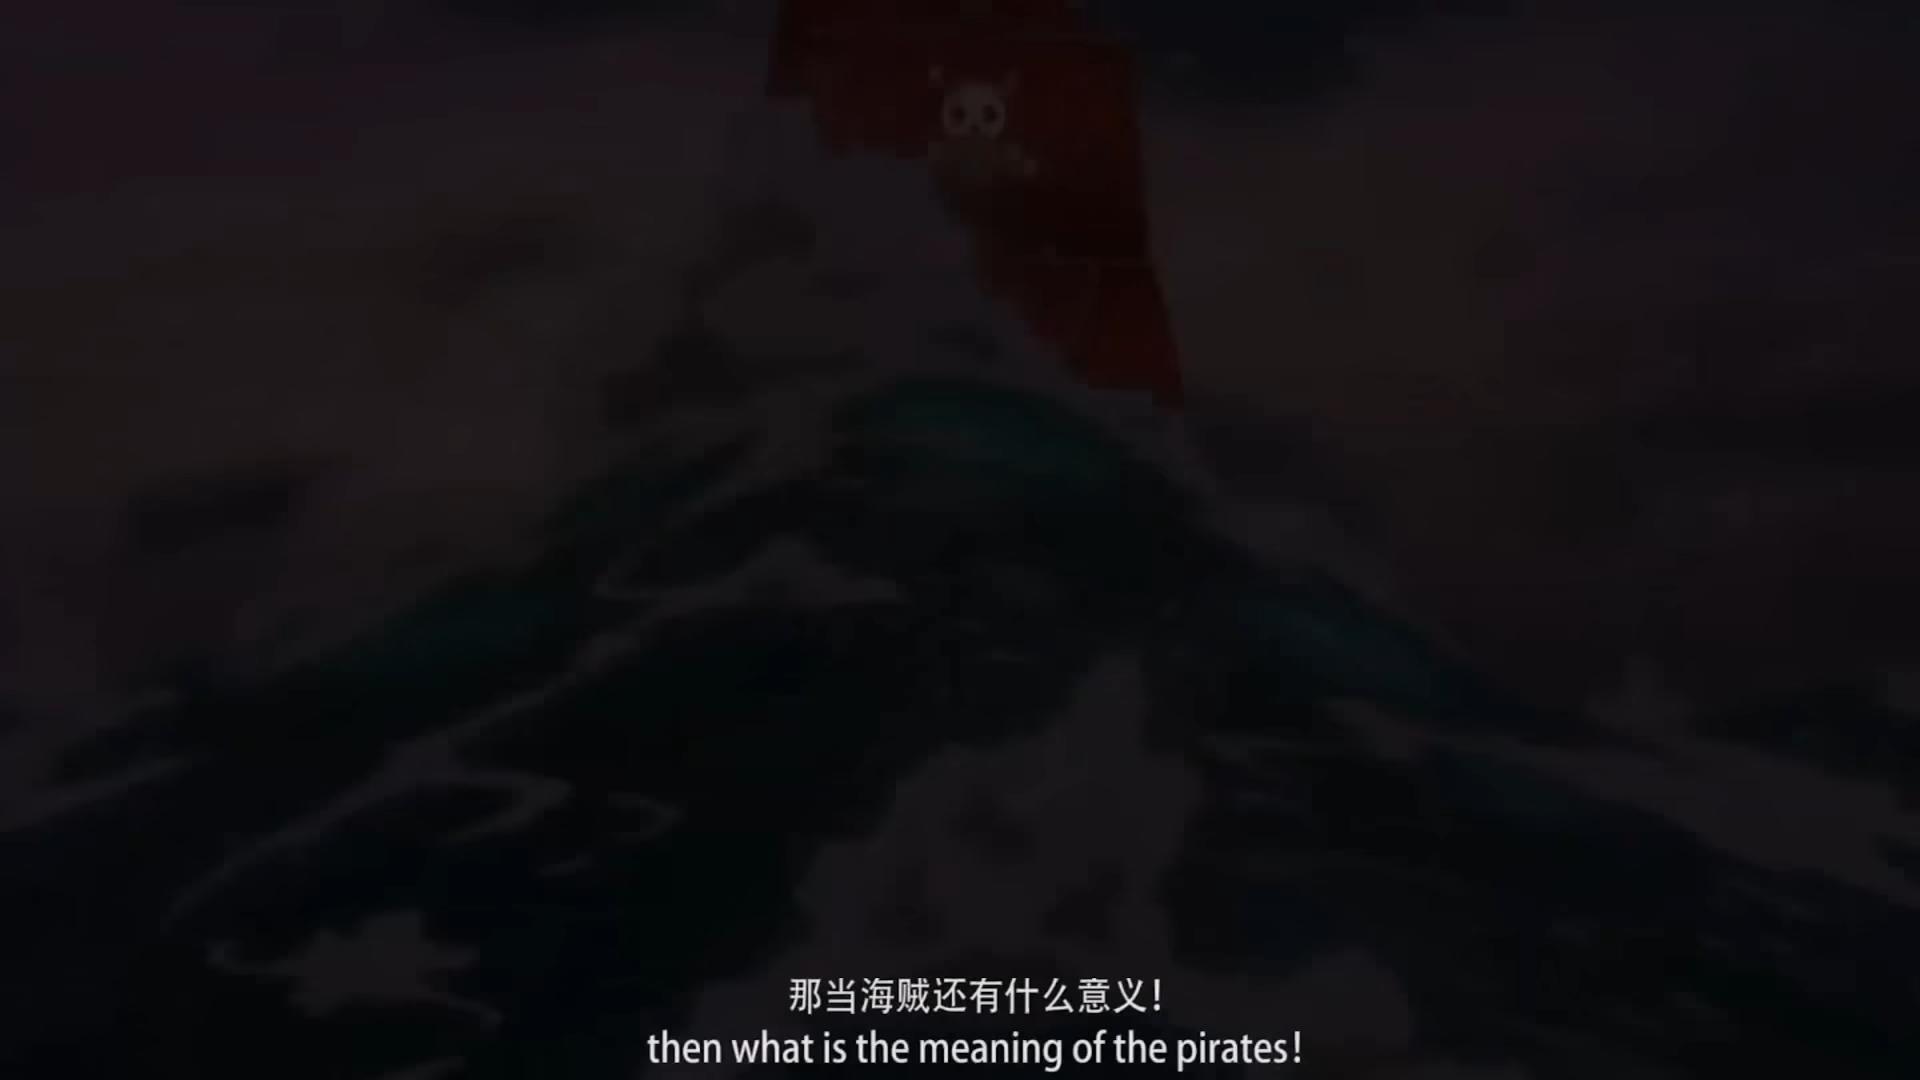 那当海贼还有什么意义！
then what is the meaning of the pirates!